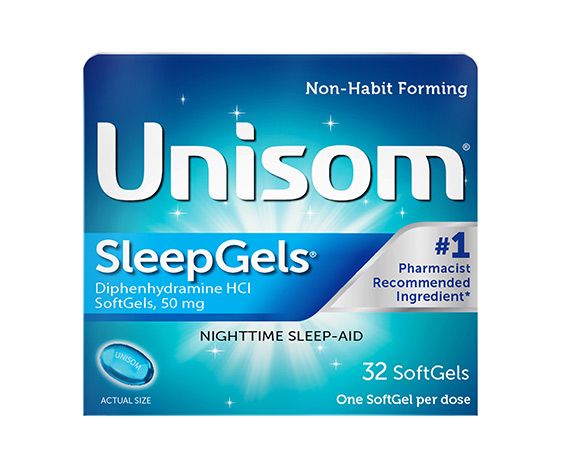 Non-Habit Forming
Unisom®
SleepGels®
Diphenhydramine HCl
SoftGels, 50 mg
#1
Pharmacist
Recommended
Ingredient*
NIGHTTIME SLEEP-AID
UNISOM
ACTUAL SIZE
32 SoftGels
One SoftGel per dose